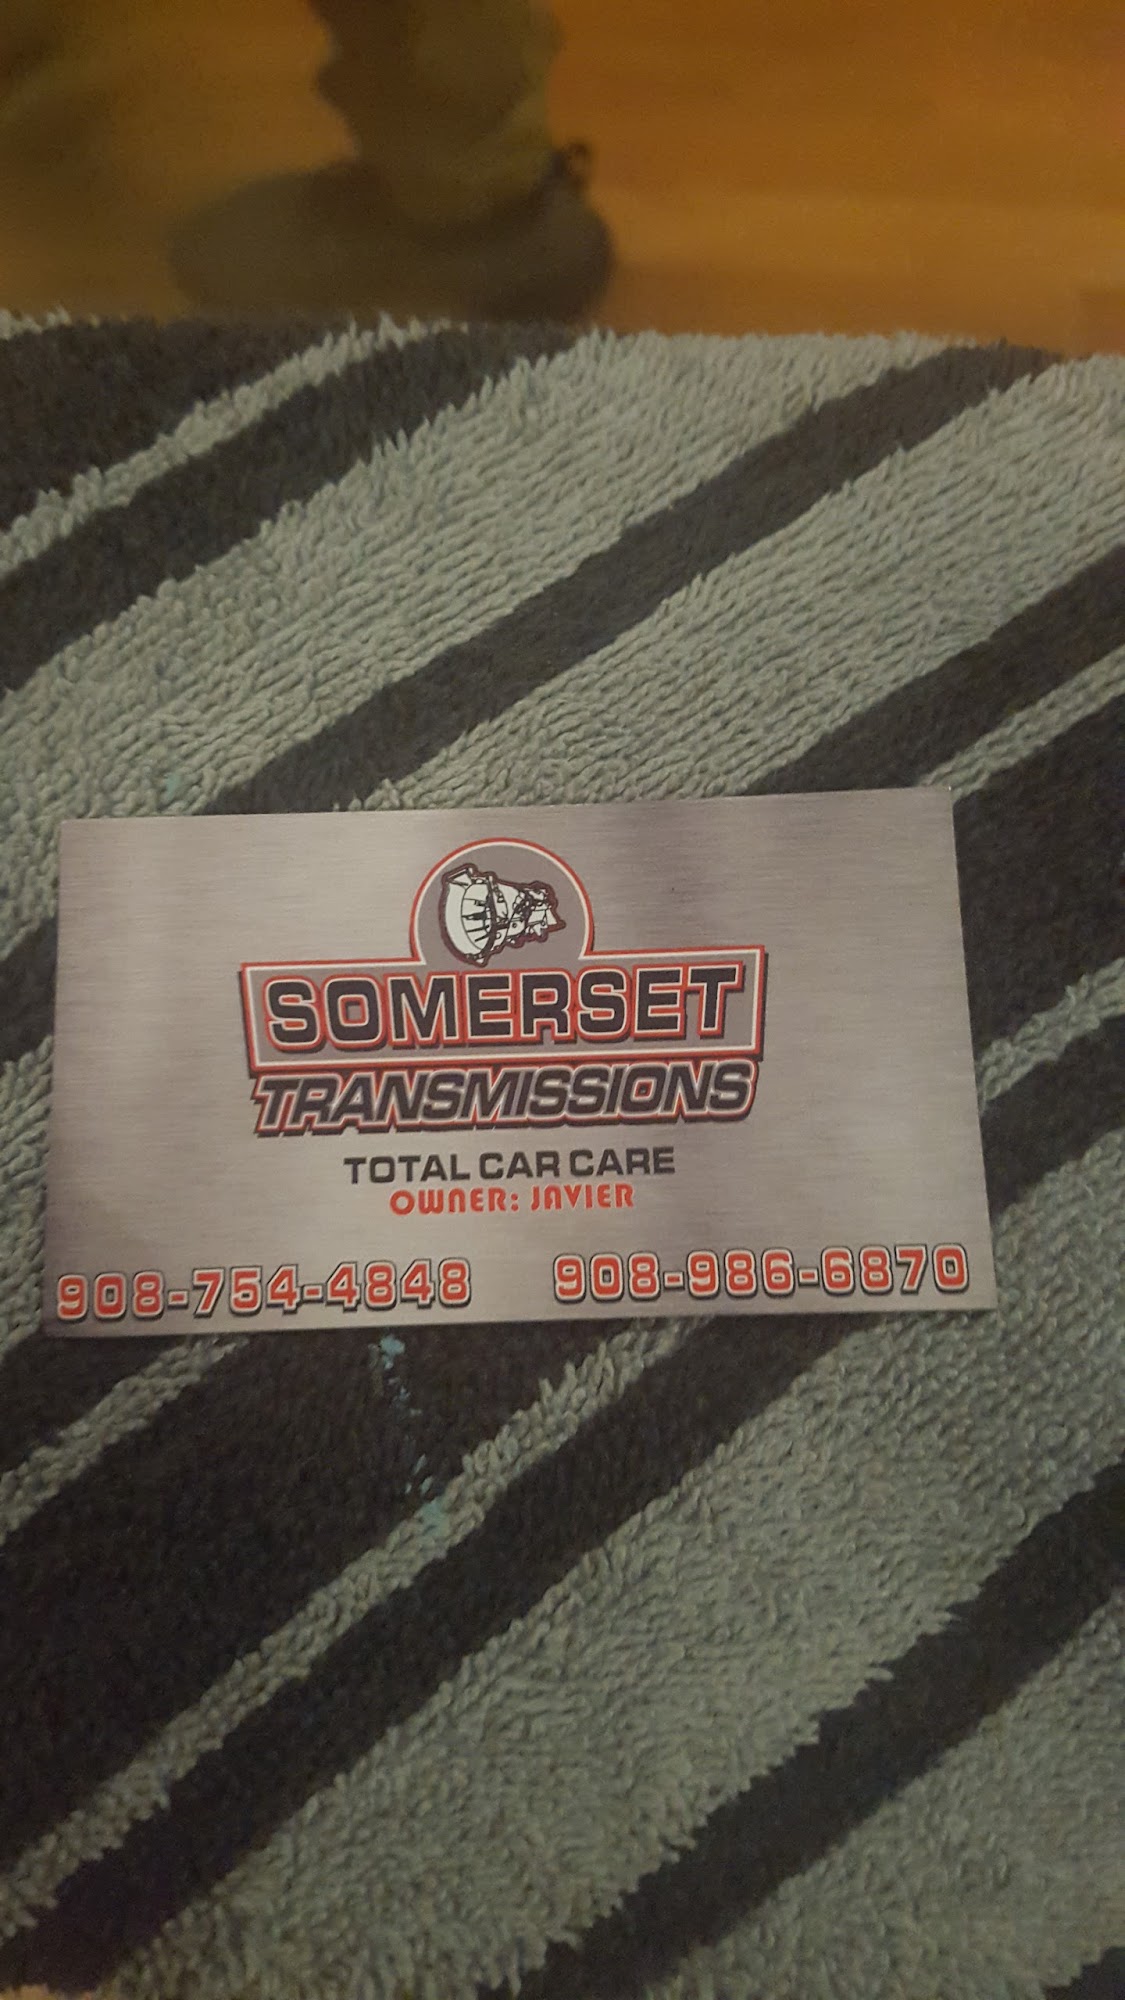 SOMERSET
TRANSMISSIONS
TOTAL CAR CARE
OWNER: JAVIER
908-754-4848 908-986-6870